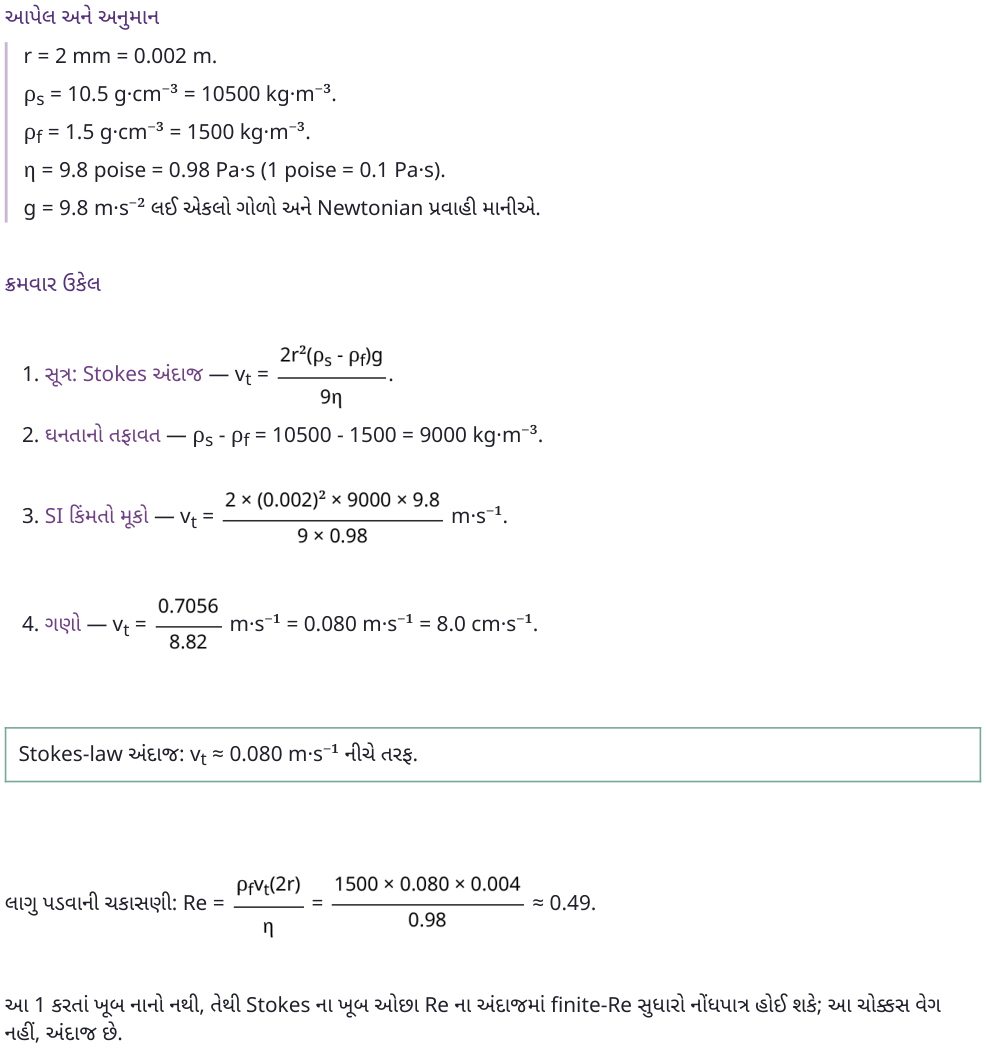 આપેલ અને અનુમાન
r = 2 mm = 0.002 m.
ρₛ = 10.5 g·cm⁻³ = 10500 kg·m⁻³.
ρf = 1.5 g·cm⁻³ = 1500 kg·m⁻³.
η = 9.8 poise = 0.98 Pa·s (1 poise = 0.1 Pa·s).
g = 9.8 m·s⁻² લઈ એકલો ગોળો અને Newtonian પ્રવાહી માનીએ.
ક્રમવાર ઉકેલ
1. સૂત્ર: Stokes અંદાજ — vₜ = 2r²(ρₛ - ρf)g / 9η.
2. ઘનતાનો તફાવત — ρₛ - ρf = 10500 - 1500 = 9000 kg·m⁻³.
3. SI કિંમતો મૂકો — vₜ = 2 × (0.002)² × 9000 × 9.8 / 9 × 0.98 m·s⁻¹.
4. ગણો — vₜ = 0.7056 / 8.82 m·s⁻¹ = 0.080 m·s⁻¹ = 8.0 cm·s⁻¹.
Stokes-law અંદાજ: vₜ ≈ 0.080 m·s⁻¹ નીચે તરફ.
લાગુ પડવાની ચકાસણી: Re = ρfvₜ(2r) / η = 1500 × 0.080 × 0.004 / 0.98 ≈ 0.49.
આ 1 કરતાં ખૂબ નાનો નથી, તેથી Stokes ના ખૂબ ઓછા Re ના અંદાજમાં finite-Re સુધારો નોંધપાત્ર હોઈ શકે; આ ચોક્કસ વેગ
નહીં, અંદાજ છે.